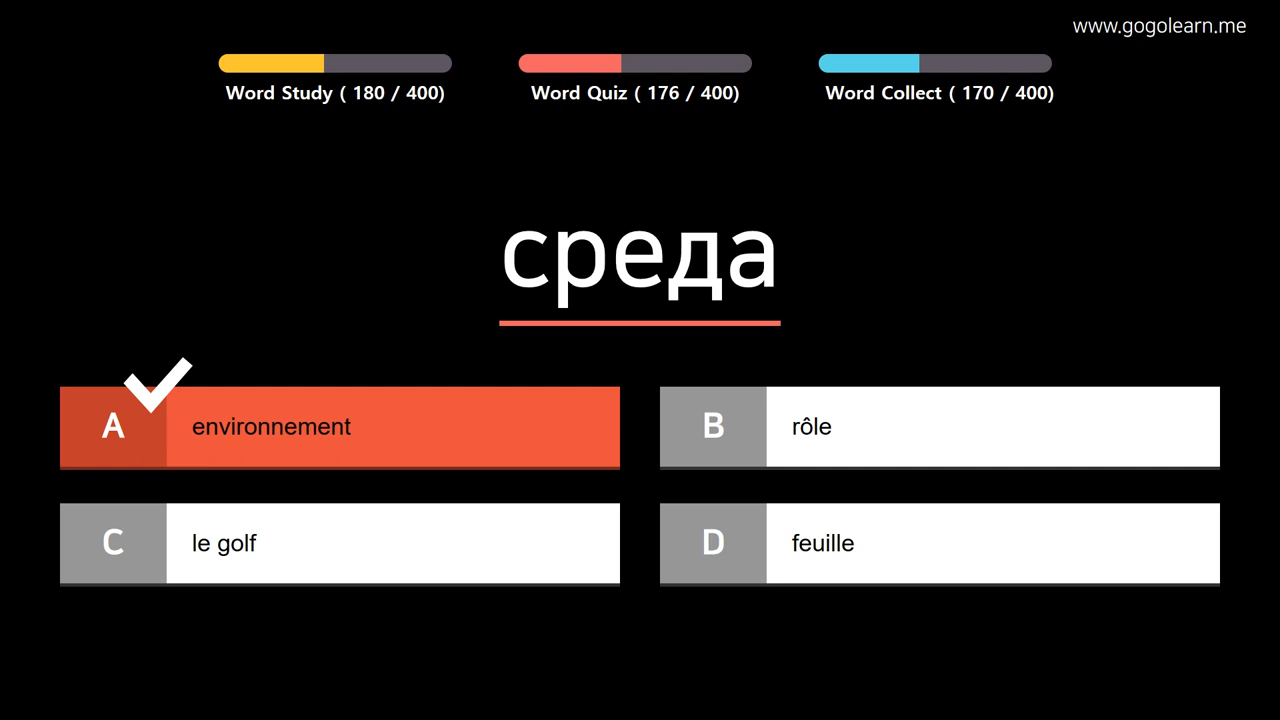 www.gogolearn.me
Word Study ( 180 / 400)
Word Quiz ( 176 / 400)
Word Collect ( 170 / 400)
среда
A environnement
B rôle
C le golf
D feuille